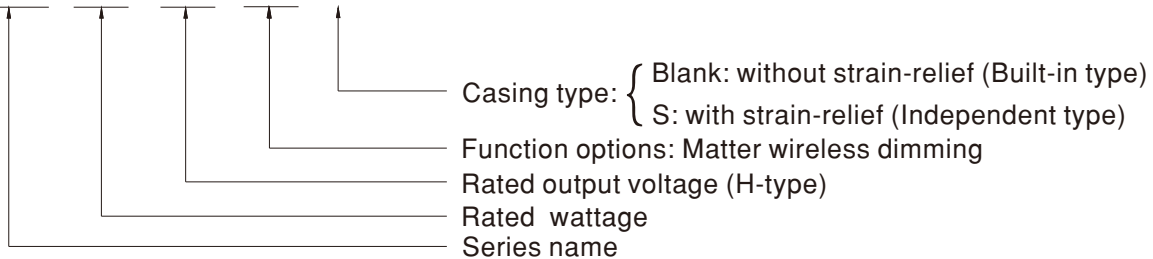 Casing type:
Blank: without strain-relief (Built-in type)
S: with strain-relief (Independent type)
Function options: Matter wireless dimming
Rated output voltage (H-type)
Rated wattage
Series name